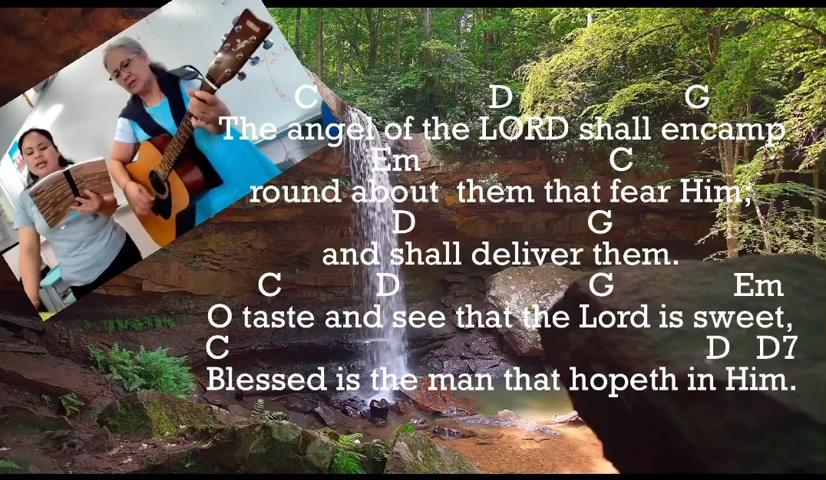 C D G
The angel of the LORD shall encamp
Em C
round about them that fear Him;
D G
and shall deliver them.
C D G Em
O taste and see that the Lord is sweet,
C D D7
Blessed is the man that hopeth in Him.